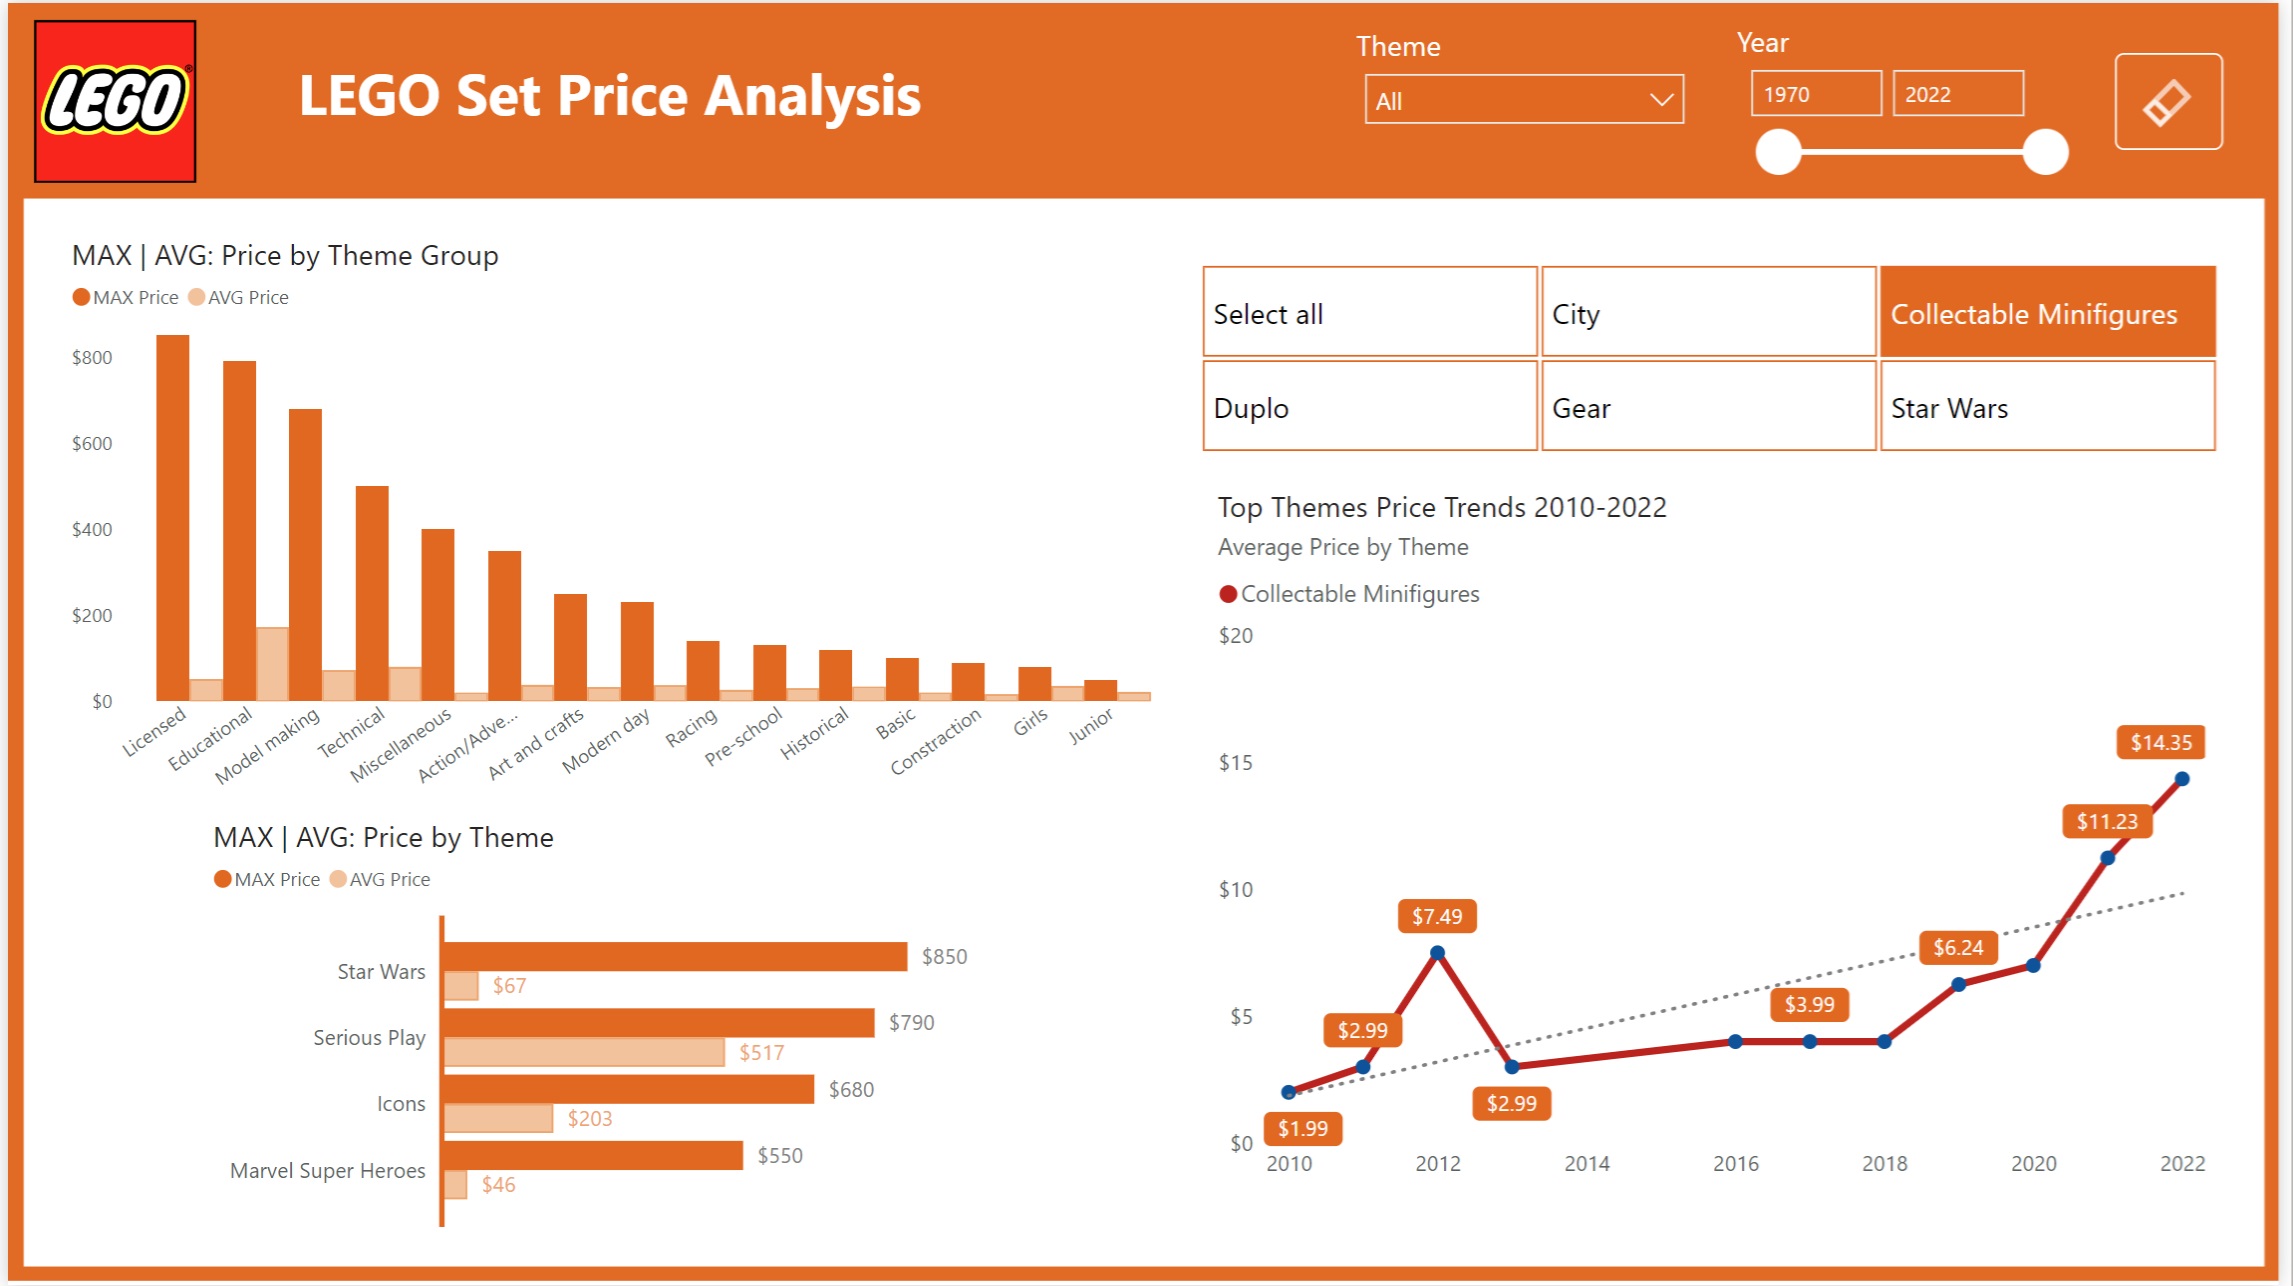 LEGO
®
LEGO Set Price Analysis
Theme
All
Year
1970
2022
MAX | AVG: Price by Theme Group
MAX Price
AVG Price
$800
$600
$400
$200
$0
Licensed
Educational
Model making
Technical
Miscellaneous
Action/Adve...
Art and crafts
Modern day
Racing
Pre-school
Historical
Basic
Constraction
Girls
Junior
MAX | AVG: Price by Theme
MAX Price
AVG Price
Star Wars
$850
$67
Serious Play
$790
$517
Icons
$680
$203
Marvel Super Heroes
$550
$46
Select all
City
Collectable Minifigures
Duplo
Gear
Star Wars
Top Themes Price Trends 2010-2022
Average Price by Theme
Collectable Minifigures
$20
$15
$10
$5
$0
$1.99
$2.99
$7.49
$2.99
$3.99
$6.24
$11.23
$14.35
2010
2012
2014
2016
2018
2020
2022